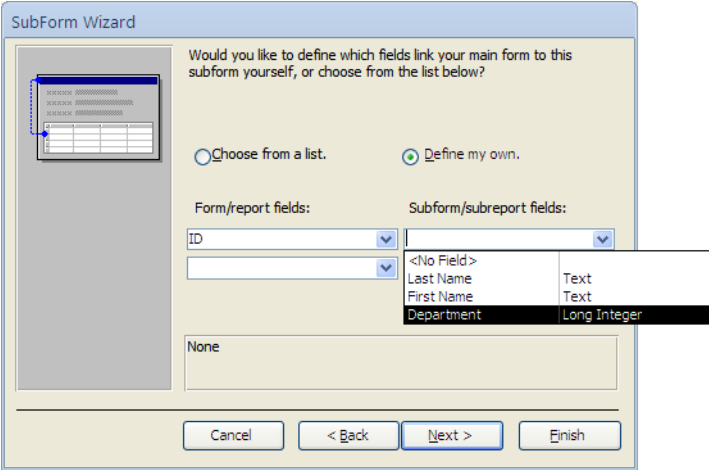 SubForm Wizard
Would you like to define which fields link your main form to this
subform yourself, or choose from the list below?
Choose from a list.
Define my own.
Form/report fields:
Subform/subreport fields:
ID
<No Field>
Last Name Text
First Name Text
Department Long Integer
None
Cancel
< Back
Next >
Finish